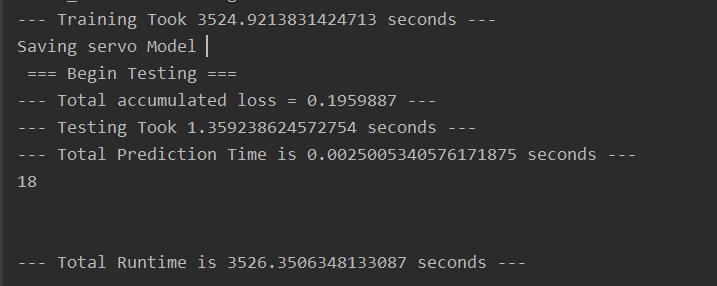 --- Training Took 3524.9213831424713 seconds ---
Saving servo Model
=== Begin Testing ===
--- Total accumulated loss = 0.1959887 ---
--- Testing Took 1.359238624572754 seconds ---
--- Total Prediction Time is 0.0025005340576171875 seconds ---
18
--- Total Runtime is 3526.3506348133087 seconds ---